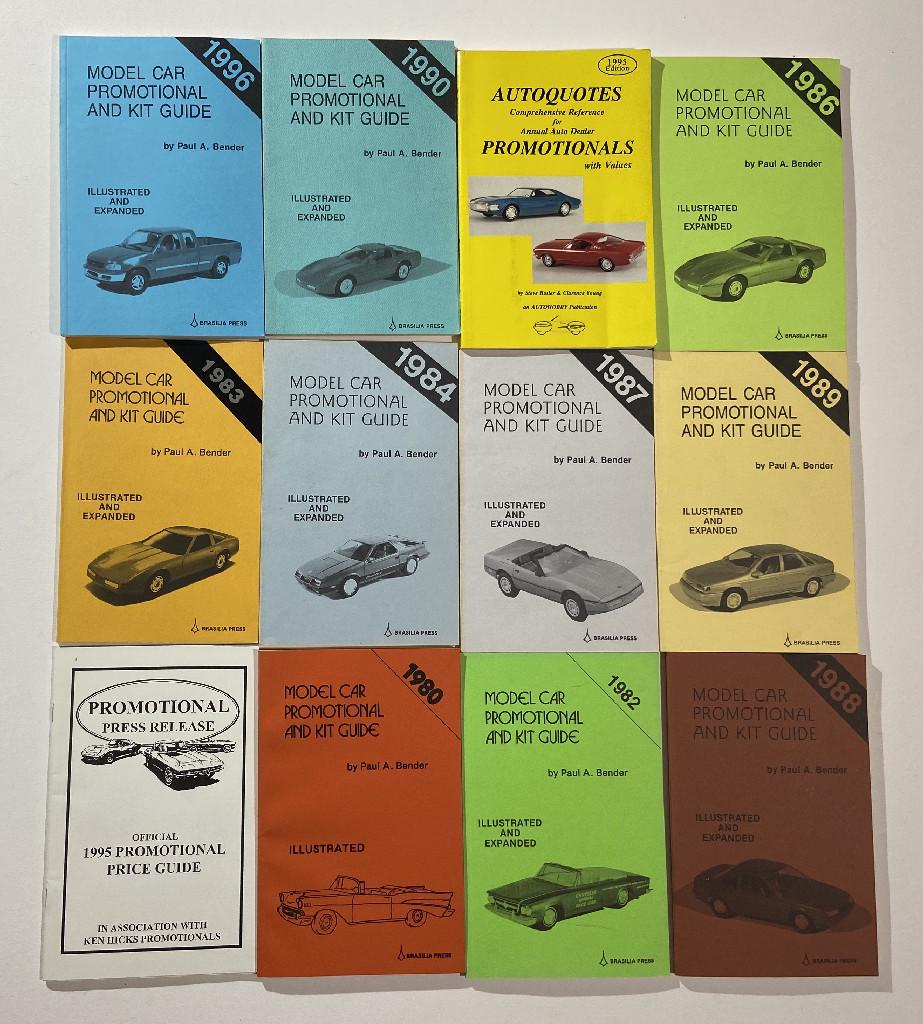 1996
MODEL CAR
PROMOTIONAL
AND KIT GUIDE
by Paul A. Bender
ILLUSTRATED
AND
EXPANDED
BRASILIA PRESS
1990
MODEL CAR
PROMOTIONAL
AND KIT GUIDE
by Paul A. Bender
ILLUSTRATED
AND
EXPANDED
BRASILIA PRESS
1995
Edition
AUTOQUOTES
Comprehensive Reference
for
Annual Auto Dealer
PROMOTIONALS
with Values
& Clarence Young
an AUTOHOBBY Publication
1986
MODEL CAR
PROMOTIONAL
AND KIT GUIDE
by Paul A. Bender
ILLUSTRATED
AND
EXPANDED
BRASILIA PRESS
1983
MODEL CAR
PROMOTIONAL
AND KIT GUIDE
by Paul A. Bender
ILLUSTRATED
AND
EXPANDED
BRASILIA PRESS
1984
MODEL CAR
PROMOTIONAL
AND KIT GUIDE
by Paul A. Bender
ILLUSTRATED
AND
EXPANDED
BRASILIA PRESS
1987
MODEL CAR
PROMOTIONAL
AND KIT GUIDE
by Paul A. Bender
ILLUSTRATED
AND
EXPANDED
BRASILIA PRESS
1989
MODEL CAR
PROMOTIONAL
AND KIT GUIDE
by Paul A. Bender
ILLUSTRATED
AND
EXPANDED
BRASILIA PRESS
PROMOTIONAL
PRESS RELEASE
OFFICIAL
1995 PROMOTIONAL
PRICE GUIDE
IN ASSOCIATION WITH
KEN HICKS PROMOTIONALS
1980
MODEL CAR
PROMOTIONAL
AND KIT GUIDE
by Paul A. Bender
ILLUSTRATED
BRASILIA PRESS
1982
MODEL CAR
PROMOTIONAL
AND KIT GUIDE
by Paul A. Bender
ILLUSTRATED
AND
EXPANDED
PACE CAR
BRASILIA PRESS
1988
MODEL CAR
PROMOTIONAL
AND KIT GUIDE
by Paul A. Bender
ILLUSTRATED
AND
EXPANDED
BRASILIA PRESS